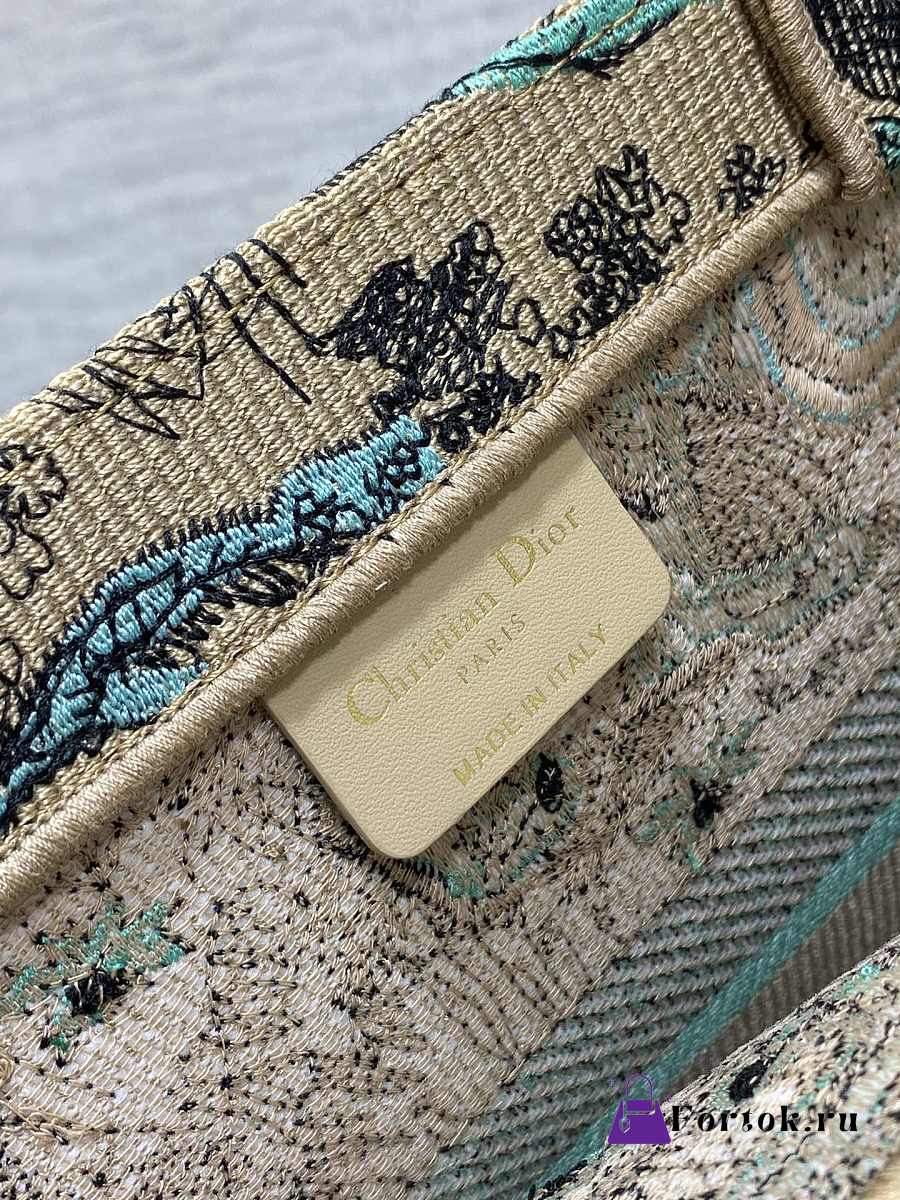 Christian Dior
PARIS
MADE IN ITALY
Fortok.ru